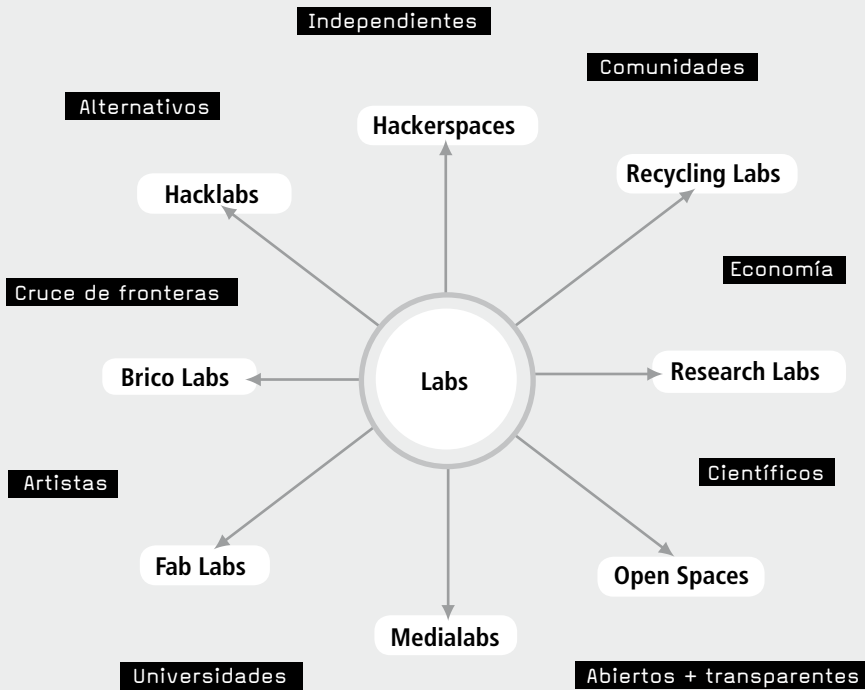 Independientes
Comunidades
Alternativos
Hackerspaces
Recycling Labs
Hacklabs
Economía
Cruce de fronteras
Brico Labs
Labs
Research Labs
Artistas
Científicos
Fab Labs
Open Spaces
Medialabs
Universidades
Abiertos + transparentes